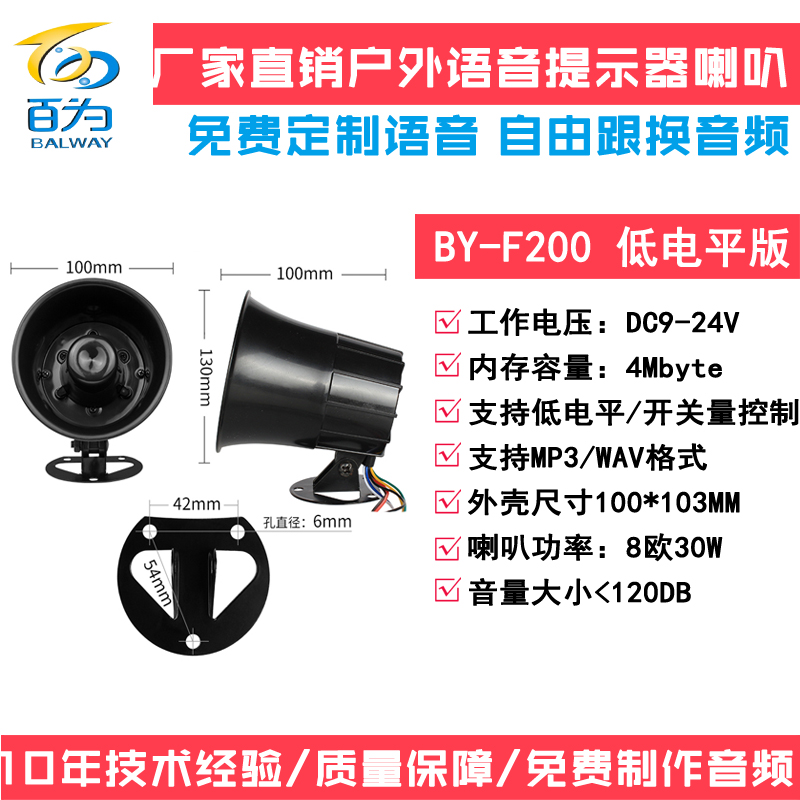 厂家直销户外语音提示器喇叭
百为
BALWAY
免费定制语音 自由跟换音频
BY-F200 低电平版
100mm
100mm
130mm
工作电压：DC9-24V
内存容量：4Mbyte
支持低电平/开关量控制
支持MP3/WAV格式
外壳尺寸100*103MM
喇叭功率：8欧30W
音量大小<120DB
42mm
孔直径：6mm
54mm
10年技术经验/质量保障/免费制作音频